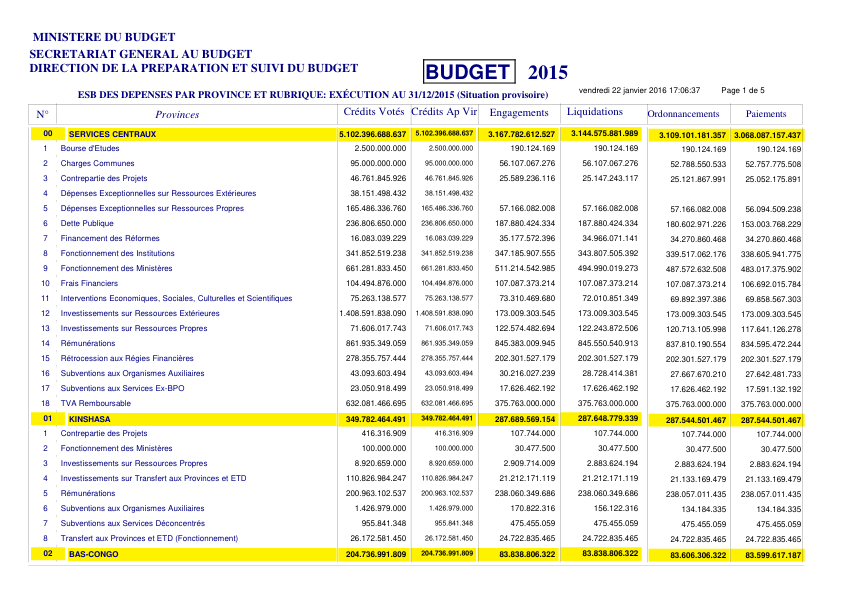 MINISTERE DU BUDGET
SECRETARIAT GENERAL AU BUDGET
DIRECTION DE LA PREPARATION ET SUIVI DU BUDGET
BUDGET 2015
vendredi 22 janvier 2016 17:06:37 Page 1 de 5
ESB DES DEPENSES PAR PROVINCE ET RUBRIQUE: EXÉCUTION AU 31/12/2015 (Situation provisoire)
N° Provinces Crédits Votés Crédits Ap Vir Engagements Liquidations Ordonnancements Paiements
00 SERVICES CENTRAUX 5.102.396.688.637 5.102.396.688.637 3.167.782.612.527 3.144.575.881.989 3.109.101.181.357 3.068.087.157.437
1 Bourse d'Etudes 2.500.000.000 2.500.000.000 190.124.169 190.124.169 190.124.169 190.124.169
2 Charges Communes 95.000.000.000 95.000.000.000 56.107.067.276 56.107.067.276 52.788.550.533 52.757.775.508
3 Contrepartie des Projets 46.761.845.926 46.761.845.926 25.589.236.116 25.147.243.117 25.121.867.991 25.052.175.891
4 Dépenses Exceptionnelles sur Ressources Extérieures 38.151.498.432 38.151.498.432
5 Dépenses Exceptionnelles sur Ressources Propres 165.486.336.760 165.486.336.760 57.166.082.008 57.166.082.008 57.166.082.008 56.094.509.238
6 Dette Publique 236.806.650.000 236.806.650.000 187.880.424.334 187.880.424.334 180.602.971.226 153.003.768.229
7 Financement des Réformes 16.083.039.229 16.083.039.229 35.177.572.396 34.966.071.141 34.270.860.468 34.270.860.468
8 Fonctionnement des Institutions 341.852.519.238 341.852.519.238 347.185.907.555 343.807.505.392 339.517.062.176 338.605.941.775
9 Fonctionnement des Ministères 661.281.833.450 661.281.833.450 511.214.542.985 494.990.019.273 487.572.632.508 483.017.375.902
10 Frais Financiers 104.494.876.000 104.494.876.000 107.087.373.214 107.087.373.214 107.087.373.214 106.692.015.784
11 Interventions Economiques, Sociales, Culturelles et Scientifiques 75.263.138.577 75.263.138.577 73.310.469.680 72.010.851.349 69.892.397.386 69.858.567.303
12 Investissements sur Ressources Extérieures 1.408.591.838.090 1.408.591.838.090 173.009.303.545 173.009.303.545 173.009.303.545 173.009.303.545
13 Investissements sur Ressources Propres 71.606.017.743 71.606.017.743 122.574.482.694 122.243.872.506 120.713.105.998 117.641.126.278
14 Rémunérations 861.935.349.059 861.935.349.059 845.383.009.945 845.550.540.913 837.810.190.554 834.595.472.244
15 Rétrocession aux Régies Financières 278.355.757.444 278.355.757.444 202.301.527.179 202.301.527.179 202.301.527.179 202.301.527.179
16 Subventions aux Organismes Auxiliaires 43.093.603.494 43.093.603.494 30.216.027.239 28.728.414.381 27.667.670.210 27.642.481.733
17 Subventions aux Services Ex-BPO 23.050.918.499 23.050.918.499 17.626.462.192 17.626.462.192 17.626.462.192 17.591.132.192
18 TVA Remboursable 632.081.466.695 632.081.466.695 375.763.000.000 375.763.000.000 375.763.000.000 375.763.000.000
01 KINSHASA 349.782.464.491 349.782.464.491 287.689.569.154 287.648.779.339 287.544.501.467 287.544.501.467
1 Contrepartie des Projets 416.316.909 416.316.909 107.744.000 107.744.000 107.744.000 107.744.000
2 Fonctionnement des Ministères 100.000.000 100.000.000 30.477.500 30.477.500 30.477.500 30.477.500
3 Investissements sur Ressources Propres 8.920.659.000 8.920.659.000 2.909.714.009 2.883.624.194 2.883.624.194 2.883.624.194
4 Investissements sur Transfert aux Provinces et ETD 110.826.984.247 110.826.984.247 21.212.171.119 21.212.171.119 21.133.169.479 21.133.169.479
5 Rémunérations 200.963.102.537 200.963.102.537 238.060.349.686 238.060.349.686 238.057.011.435 238.057.011.435
6 Subventions aux Organismes Auxiliaires 1.426.979.000 1.426.979.000 170.822.316 156.122.316 134.184.335 134.184.335
7 Subventions aux Services Déconcentrés 955.841.348 955.841.348 475.455.059 475.455.059 475.455.059 475.455.059
8 Transfert aux Provinces et ETD (Fonctionnement) 26.172.581.450 26.172.581.450 24.722.835.465 24.722.835.465 24.722.835.465 24.722.835.465
02 BAS-CONGO 204.736.991.809 204.736.991.809 83.838.806.322 83.838.806.322 83.606.306.322 83.599.617.187